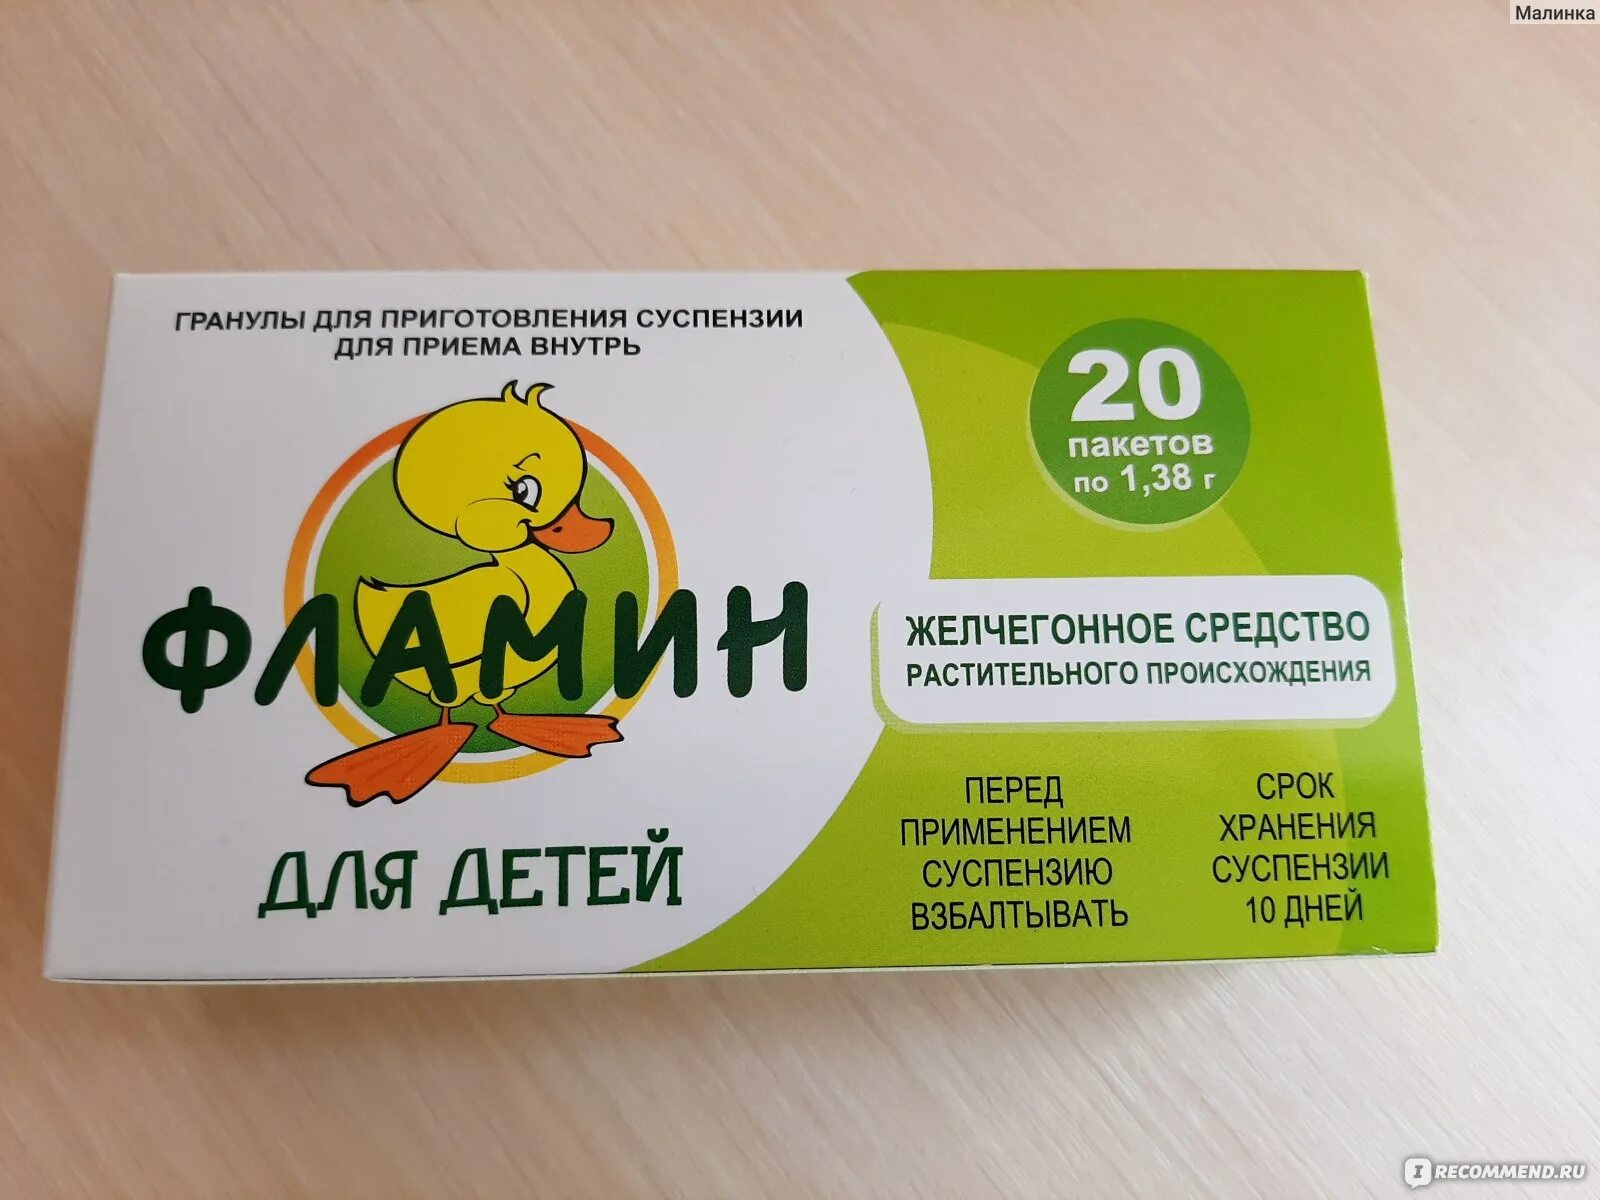 Малинка
ГРАНУЛЫ ДЛЯ ПРИГОТОВЛЕНИЯ СУСПЕНЗИИ
ДЛЯ ПРИЕМА ВНУТРЬ
ФЛАМИН
ДЛЯ ДЕТЕЙ
20
пакетов
по 1,38 г
ЖЕЛЧЕГОННОЕ СРЕДСТВО
РАСТИТЕЛЬНОГО ПРОИСХОЖДЕНИЯ
ПЕРЕД
ПРИМЕНЕНИЕМ
СУСПЕНЗИЮ
ВЗБАЛТЫВАТЬ
СРОК
ХРАНЕНИЯ
СУСПЕНЗИИ
10 ДНЕЙ
IRECOMMEND.RU